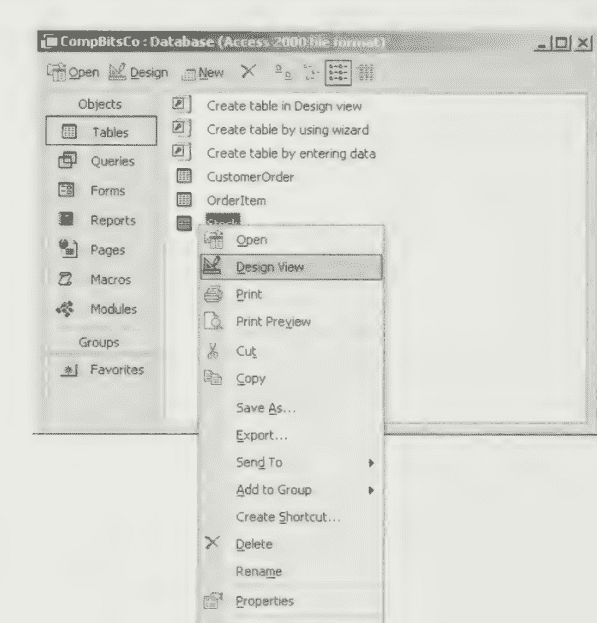 CompBitsCo : Database (Access 2000 file format)
Open Design New
Objects
Tables
Queries
Forms
Reports
Pages
Macros
Modules
Groups
Favorites
Create table in Design view
Create table by using wizard
Create table by entering data
CustomerOrder
OrderItem
Stock
Open
Design View
Print
Print Preview
Cut
Copy
Save As...
Export...
Send To
Add to Group
Create Shortcut...
Delete
Rename
Properties